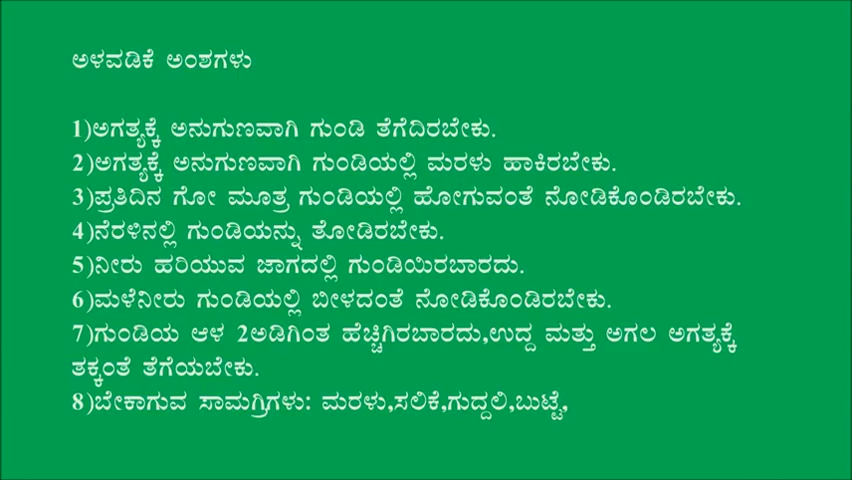 ಅಳವಡಿಕೆ ಅಂಶಗಳು
1)ಅಗತ್ಯಕ್ಕೆ ಅನುಗುಣವಾಗಿ ಗುಂಡಿ ತೆಗೆದಿರಬೇಕು.
2)ಅಗತ್ಯಕ್ಕೆ ಅನುಗುಣವಾಗಿ ಗುಂಡಿಯಲ್ಲಿ ಮರಳು ಹಾಕಿರಬೇಕು.
3)ಪ್ರತಿದಿನ ಗೋ ಮೂತ್ರ ಗುಂಡಿಯಲ್ಲಿ ಹೋಗುವಂತೆ ನೋಡಿಕೊಂಡಿರಬೇಕು.
4)ನೆರಳಿನಲ್ಲಿ ಗುಂಡಿಯನ್ನು ತೋಡಿರಬೇಕು.
5)ನೀರು ಹರಿಯುವ ಜಾಗದಲ್ಲಿ ಗುಂಡಿಯಿರಬಾರದು.
6)ಮಳೆನೀರು ಗುಂಡಿಯಲ್ಲಿ ಬೀಳದಂತೆ ನೋಡಿಕೊಂಡಿರಬೇಕು.
7)ಗುಂಡಿಯ ಆಳ 2ಅಡಿಗಿಂತ ಹೆಚ್ಚಿಗಿರಬಾರದು,ಉದ್ದ ಮತ್ತು ಅಗಲ ಅಗತ್ಯಕ್ಕೆ
ತಕ್ಕಂತೆ ತೆಗೆಯಬೇಕು.
8)ಬೇಕಾಗುವ ಸಾಮಗ್ರಿಗಳು: ಮರಳು,ಸಲಿಕೆ,ಗುದ್ದಲಿ,ಬುಟ್ಟೆ,